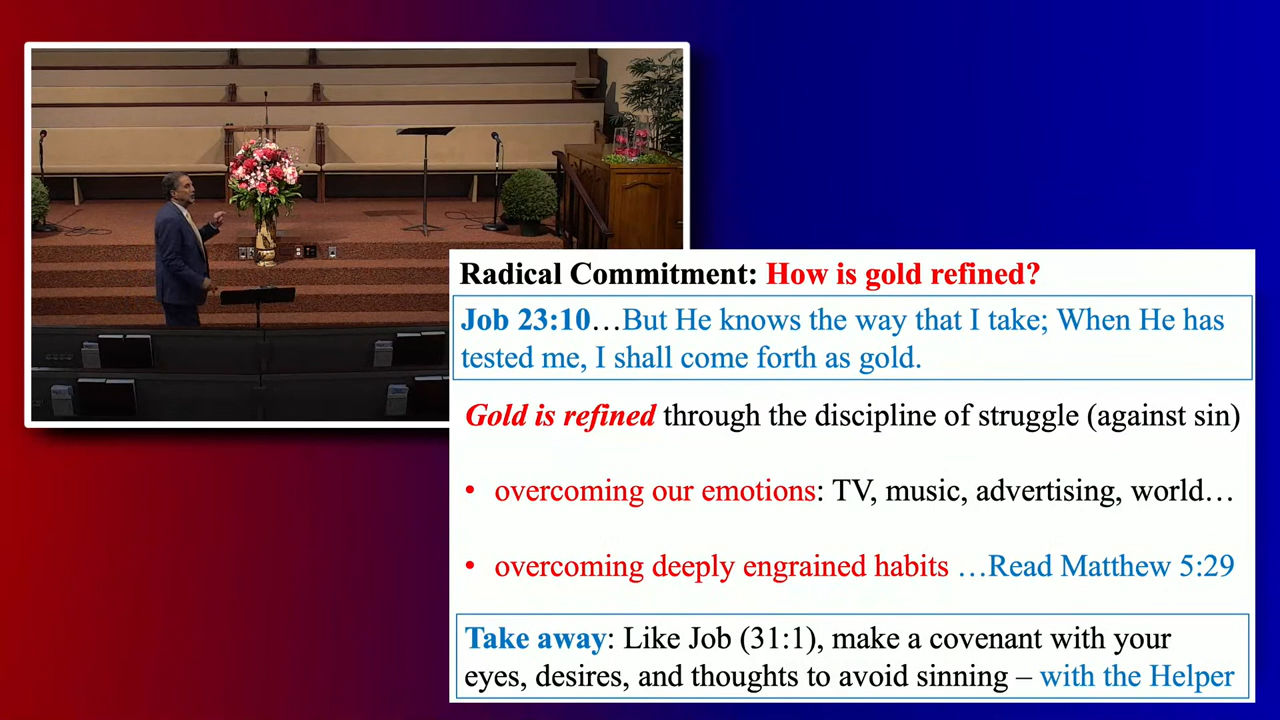 Radical Commitment: How is gold refined?
Job 23:10…But He knows the way that I take; When He has
tested me, I shall come forth as gold.
Gold is refined through the discipline of struggle (against sin)
• overcoming our emotions: TV, music, advertising, world…
• overcoming deeply engrained habits …Read Matthew 5:29
Take away: Like Job (31:1), make a covenant with your
eyes, desires, and thoughts to avoid sinning – with the Helper